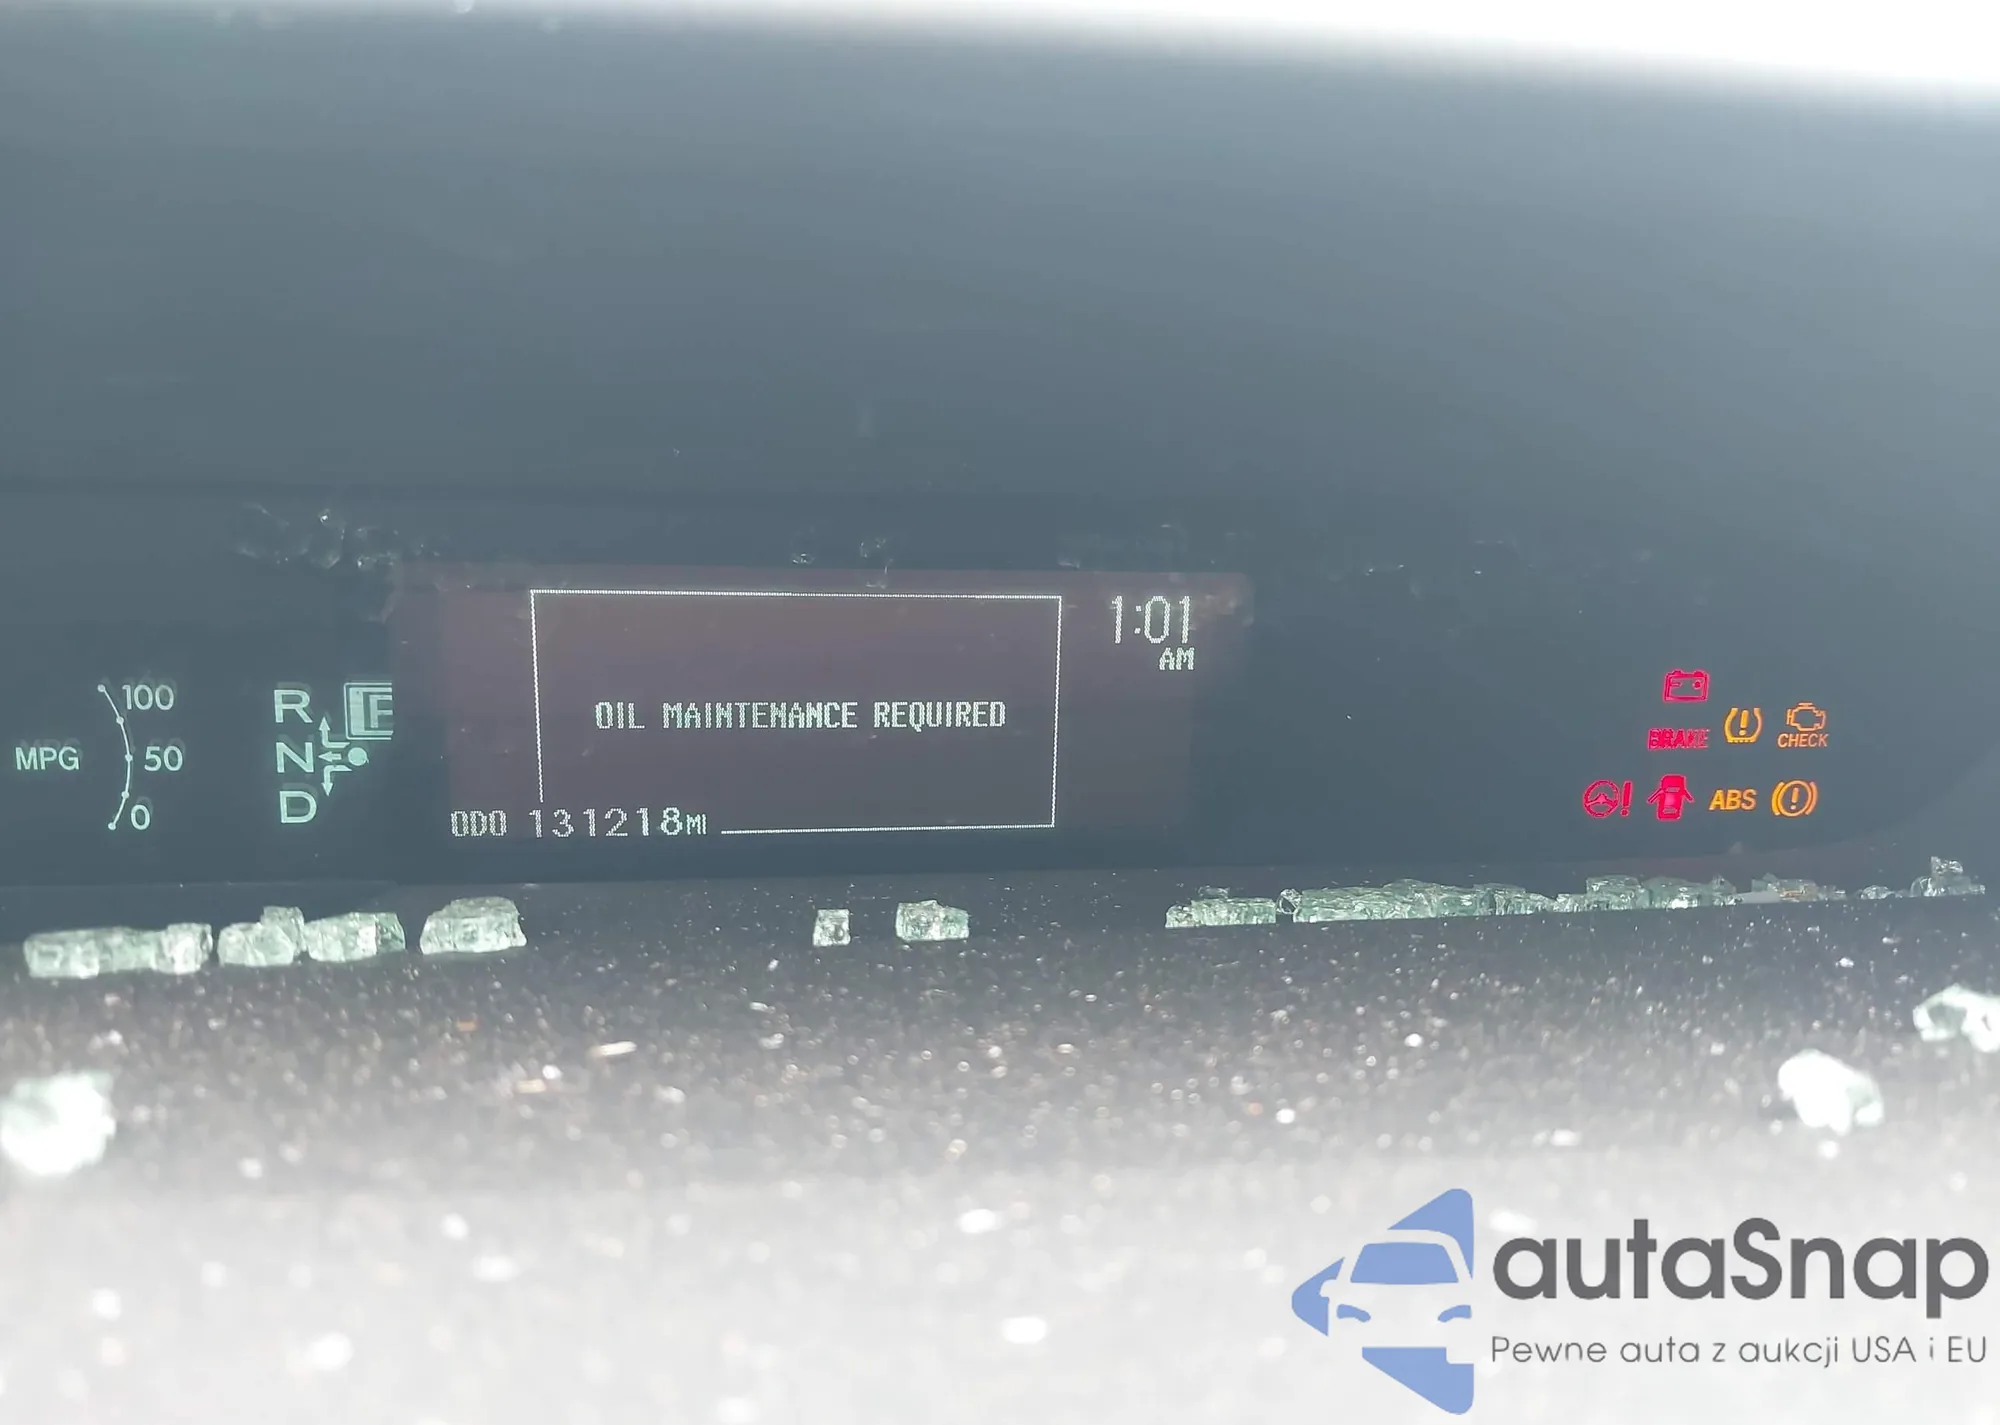 1:01
AM
100
R P
BRAKE CHECK
MPG 50 N
OIL MAINTENANCE REQUIRED
0 D
ABS
ODO 131218MI
autaSnap
Pewne auta z aukcji USA i EU